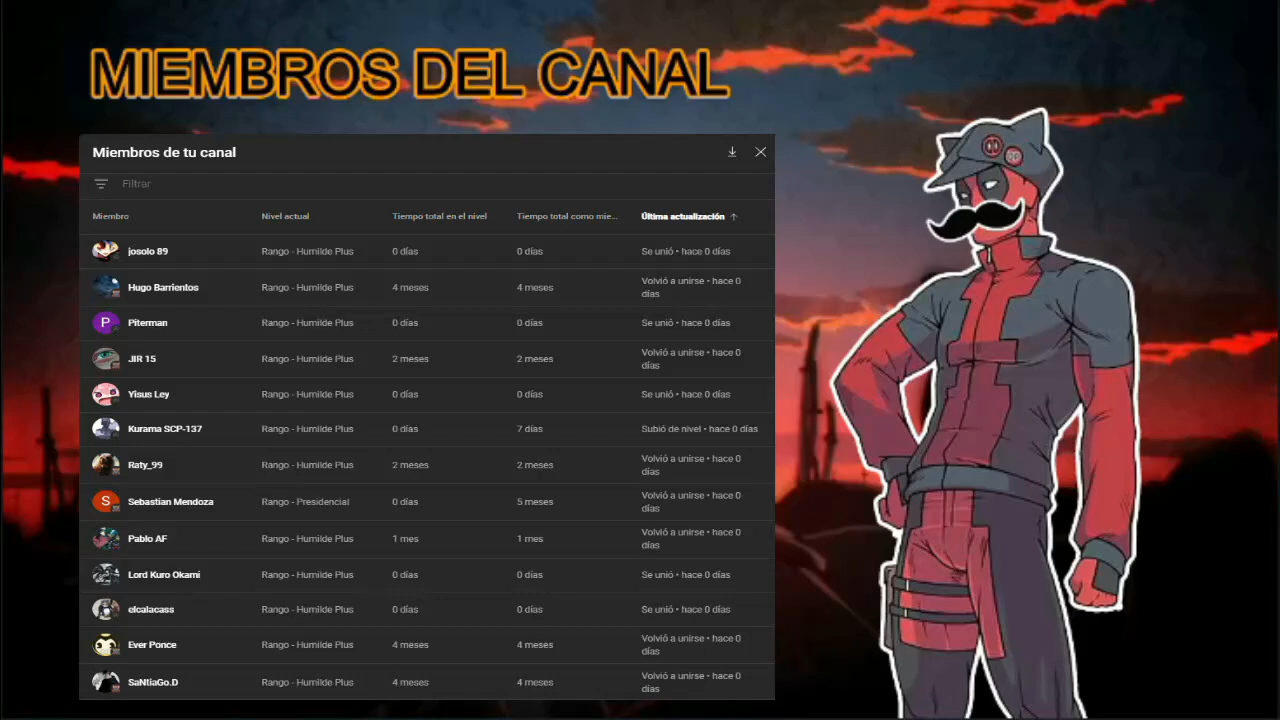 MIEMBROS DEL CANAL
Miembros de tu canal
Filtrar
Miembro Nivel actual Tiempo total en el nivel Tiempo total como mie... Última actualización
josolo 89 Rango - Humilde Plus 0 días 0 días Se unió • hace 0 días
Hugo Barrientos Rango - Humilde Plus 4 meses 4 meses Volvió a unirse • hace 0
días
P Piterman Rango - Humilde Plus 0 días 0 días Se unió • hace 0 días
JIR 15 Rango - Humilde Plus 2 meses 2 meses Volvió a unirse • hace 0
días
Yisus Ley Rango - Humilde Plus 0 días 0 días Se unió • hace 0 días
Kurama SCP-137 Rango - Humilde Plus 0 días 7 días Subió de nivel • hace 0 días
Raty_99 Rango - Humilde Plus 2 meses 2 meses Volvió a unirse • hace 0
días
S Sebastian Mendoza Rango - Presidencial 0 días 5 meses Volvió a unirse • hace 0
días
Pablo AF Rango - Humilde Plus 1 mes 1 mes Volvió a unirse • hace 0
días
Lord Kuro Okami Rango - Humilde Plus 0 días 0 días Se unió • hace 0 días
elcalacass Rango - Humilde Plus 0 días 0 días Se unió • hace 0 días
Ever Ponce Rango - Humilde Plus 4 meses 4 meses Volvió a unirse • hace 0
días
SaNtiaGo.D Rango - Humilde Plus 4 meses 4 meses Volvió a unirse • hace 0
días